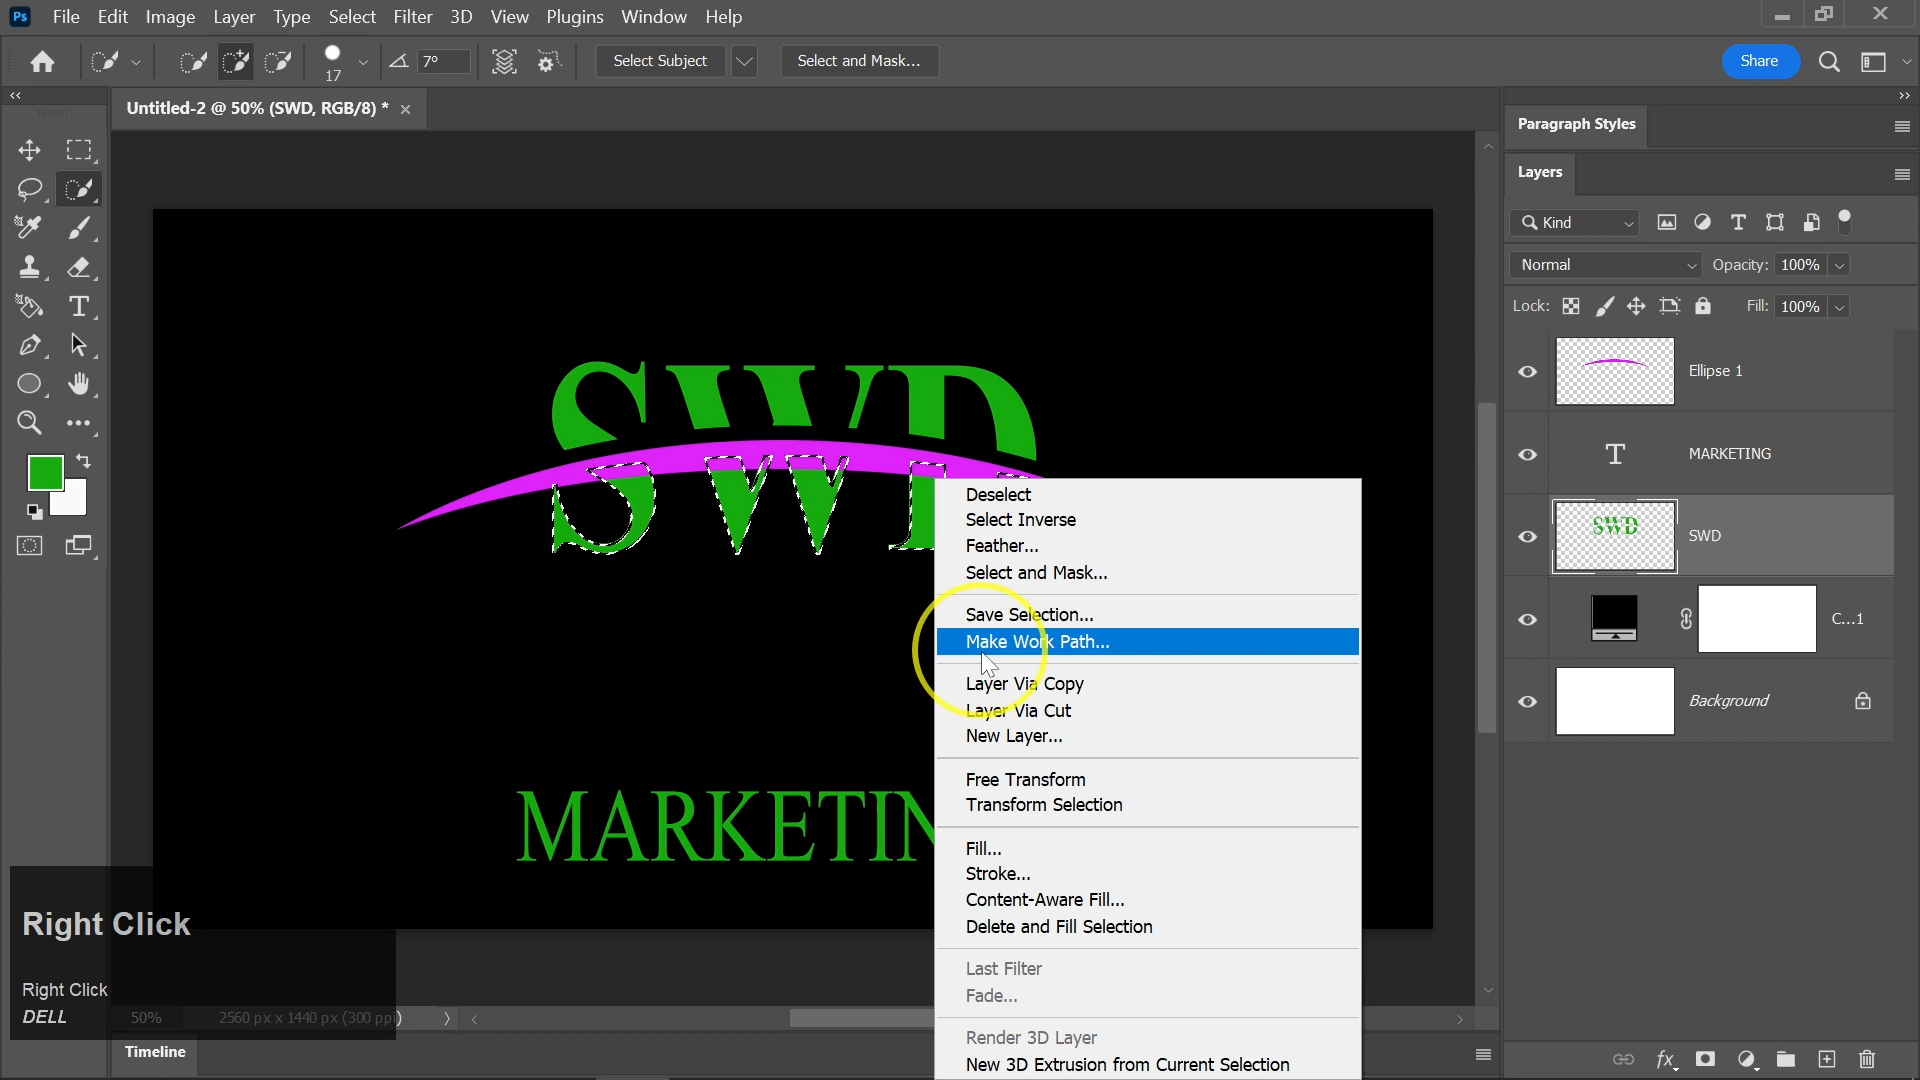 Ps File Edit Image Layer Type Select Filter 3D View Plugins Window Help
17 7° Select Subject Select and Mask... Share
Untitled-2 @ 50% (SWD, RGB/8) *
Paragraph Styles
Layers
Kind
Normal Opacity: 100%
Lock: Fill: 100%
Ellipse 1
MARKETING
SWD
C...1
Background
SWD
MARKETIN
Deselect
Select Inverse
Feather...
Select and Mask...
Save Selection...
Make Work Path...
Layer Via Copy
Layer Via Cut
New Layer...
Free Transform
Transform Selection
Fill...
Stroke...
Content-Aware Fill...
Delete and Fill Selection
Last Filter
Fade...
Render 3D Layer
New 3D Extrusion from Current Selection
Right Click
Right Click
DELL
50% 2560 px x 1440 px (300 ppi)
Timeline